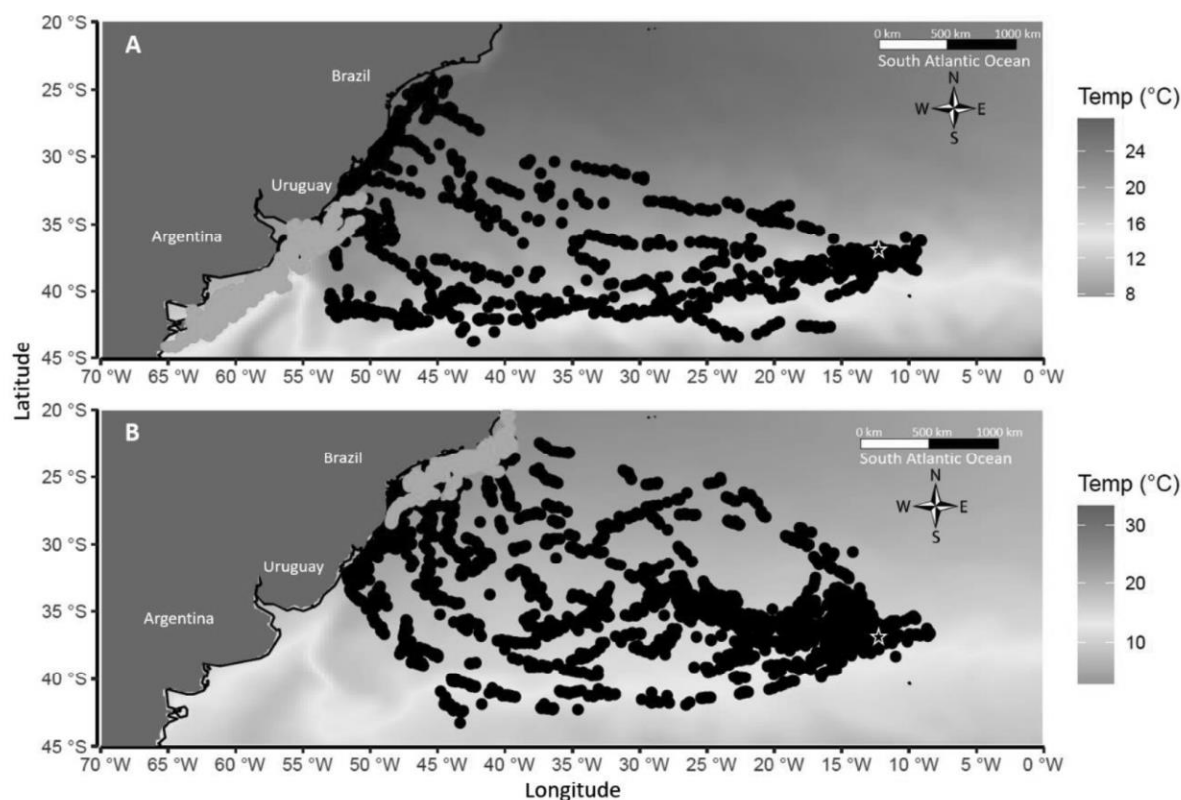 20 °S
A
0 km 500 km 1000 km
South Atlantic Ocean
N
W E
S
Brazil
25 °S
30 °S
Uruguay
35 °S
Argentina
40 °S
45 °S
70 °W 65 °W 60 °W 55 °W 50 °W 45 °W 40 °W 35 °W 30 °W 25 °W 20 °W 15 °W 10 °W 5 °W 0 °W
Temp (°C)
24
20
16
12
8
Latitude
20 °S
B
0 km 500 km 1000 km
South Atlantic Ocean
N
W E
S
Brazil
25 °S
30 °S
Uruguay
35 °S
Argentina
40 °S
45 °S
70 °W 65 °W 60 °W 55 °W 50 °W 45 °W 40 °W 35 °W 30 °W 25 °W 20 °W 15 °W 10 °W 5 °W 0 °W
Temp (°C)
30
20
10
Longitude